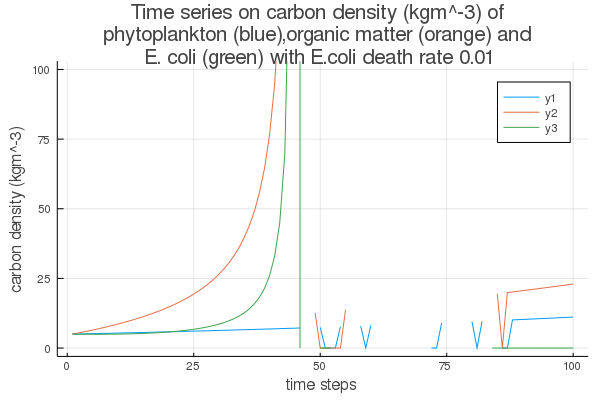 Time series on carbon density (kgm^-3) of
phytoplankton (blue),organic matter (orange) and
E. coli (green) with E.coli death rate 0.01
100
75
50
25
0
carbon density (kgm^-3)
y1
y2
y3
0
25
50
75
100
time steps